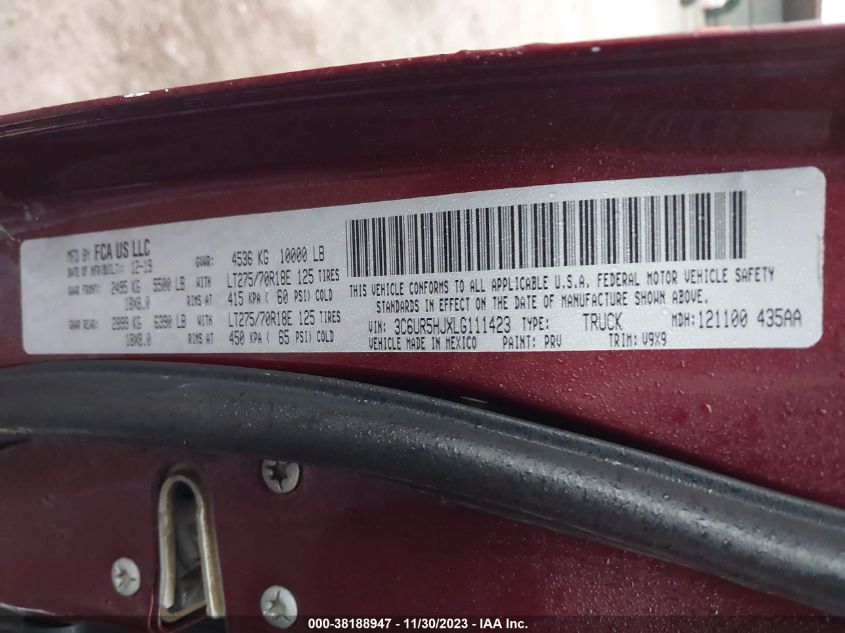 MFD BY FCA US LLC
DATE OF MFR(BUILT): 12-19
GVWR: 4536 KG 10000 LB
GAWR FRONT: 2495 KG 5500 LB WITH LT275/70R18E 125 TIRES
18X8.0 RIMS AT 415 KPA ( 60 PSI) COLD
GAWR REAR: 2899 KG 6390 LB WITH LT275/70R18E 125 TIRES
18X8.0 RIMS AT 450 KPA ( 65 PSI) COLD
THIS VEHICLE CONFORMS TO ALL APPLICABLE U.S.A. FEDERAL MOTOR VEHICLE SAFETY
STANDARDS IN EFFECT ON THE DATE OF MANUFACTURE SHOWN ABOVE.
VIN: 3C6UR5HJXLG111423 TYPE: TRUCK MDH: 121100 435AA
VEHICLE MADE IN MEXICO PAINT: PRV TRIM: V9X9
000-38188947 - 11/30/2023 - IAA Inc.